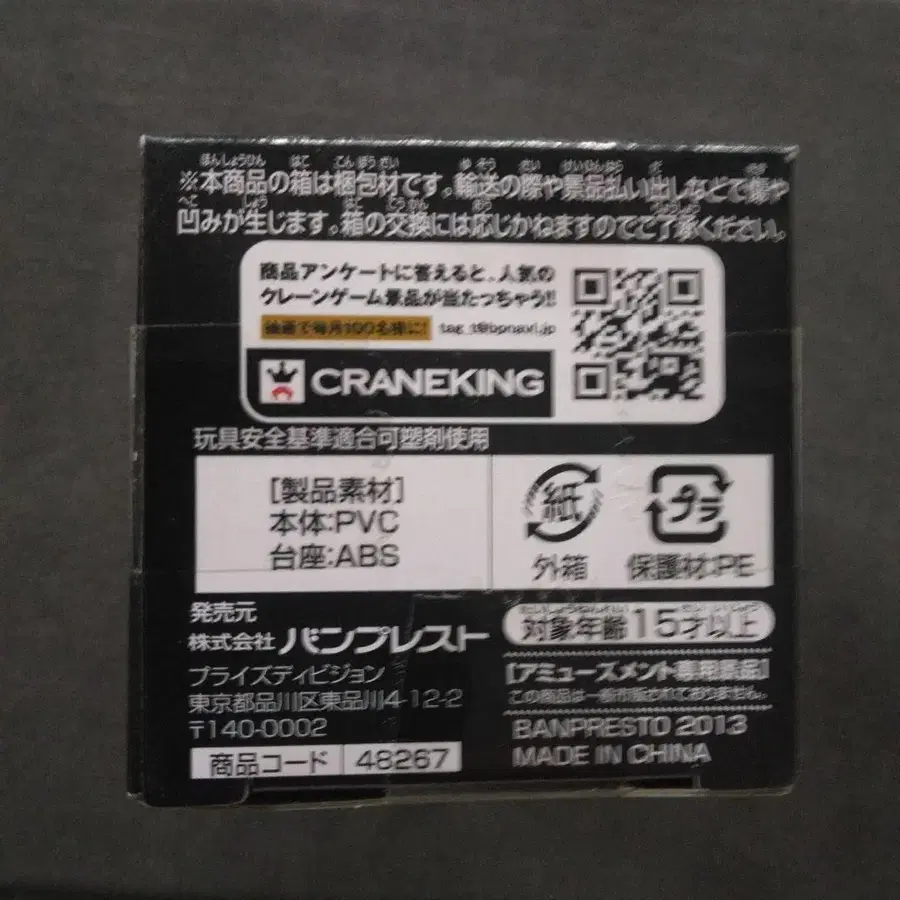 ※本商品の箱は梱包材です。輸送の際や景品払い出しなどで傷や
凹みが生じます。箱の交換には応じかねますのでご了承ください。
商品アンケートに答えると、人気の
クレーンゲーム景品が当たっちゃう!!
抽選で毎月100名様に! tag_t@bpnavi.jp
CRANEKING
玩具安全基準適合可塑剤使用
[製品素材]
本体:PVC
台座:ABS
紙
外箱
プラ
保護材:PE
発売元
株式会社 バンプレスト
プライズディビジョン
東京都品川区東品川4-12-2
〒140-0002
商品コード 48267
対象年齢 15才以上
[アミューズメント専用景品]
この商品は一般市販されておりません。
BANPRESTO 2013
MADE IN CHINA